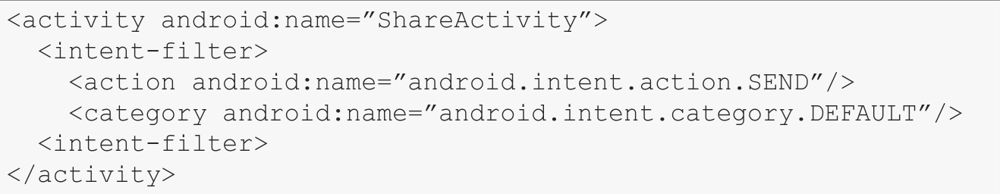 <activity android:name=”ShareActivity”>
<intent-filter>
<action android:name=”android.intent.action.SEND”/>
<category android:name=”android.intent.category.DEFAULT”/>
<intent-filter>
</activity>